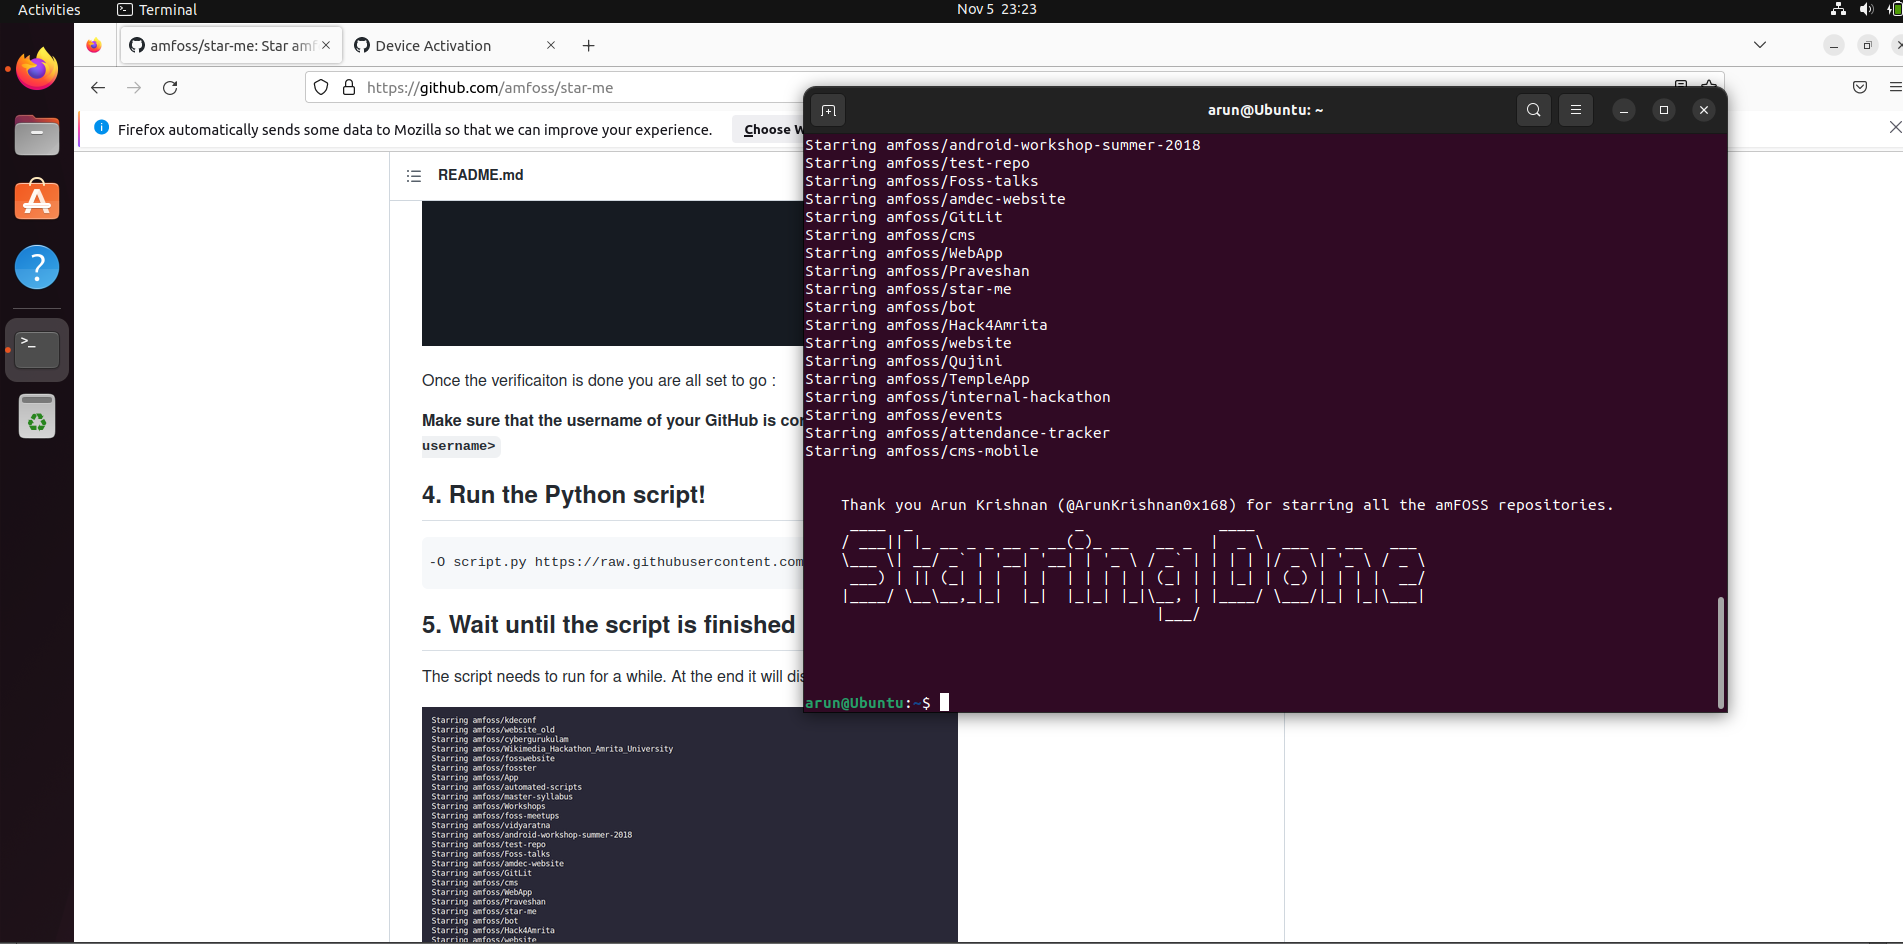 Activities
Terminal
Nov 5 23:23
amfoss/star-me: Star amf
Device Activation
https://github.com/amfoss/star-me
Firefox automatically sends some data to Mozilla so that we can improve your experience.
Choose W
README.md
Once the verificaiton is done you are all set to go :
Make sure that the username of your GitHub is cor
username>
4. Run the Python script!
-O script.py https://raw.githubusercontent.com
5. Wait until the script is finished
The script needs to run for a while. At the end it will dis
Starring amfoss/kdeconf
Starring amfoss/website_old
Starring amfoss/cybergurukulam
Starring amfoss/Wikimedia_Hackathon_Amrita_University
Starring amfoss/fosswebsite
Starring amfoss/fosster
Starring amfoss/App
Starring amfoss/automated-scripts
Starring amfoss/master-syllabus
Starring amfoss/Workshops
Starring amfoss/foss-meetups
Starring amfoss/vidyaratna
Starring amfoss/android-workshop-summer-2018
Starring amfoss/test-repo
Starring amfoss/Foss-talks
Starring amfoss/amdec-website
Starring amfoss/GitLit
Starring amfoss/cms
Starring amfoss/WebApp
Starring amfoss/Praveshan
Starring amfoss/star-me
Starring amfoss/bot
Starring amfoss/Hack4Amrita
Starring amfoss/website
arun@Ubuntu: ~
Starring amfoss/android-workshop-summer-2018
Starring amfoss/test-repo
Starring amfoss/Foss-talks
Starring amfoss/amdec-website
Starring amfoss/GitLit
Starring amfoss/cms
Starring amfoss/WebApp
Starring amfoss/Praveshan
Starring amfoss/star-me
Starring amfoss/bot
Starring amfoss/Hack4Amrita
Starring amfoss/website
Starring amfoss/Qujini
Starring amfoss/TempleApp
Starring amfoss/internal-hackathon
Starring amfoss/events
Starring amfoss/attendance-tracker
Starring amfoss/cms-mobile
Thank you Arun Krishnan (@ArunKrishnan0x168) for starring all the amFOSS repositories.
Starring Done
arun@Ubuntu:~$